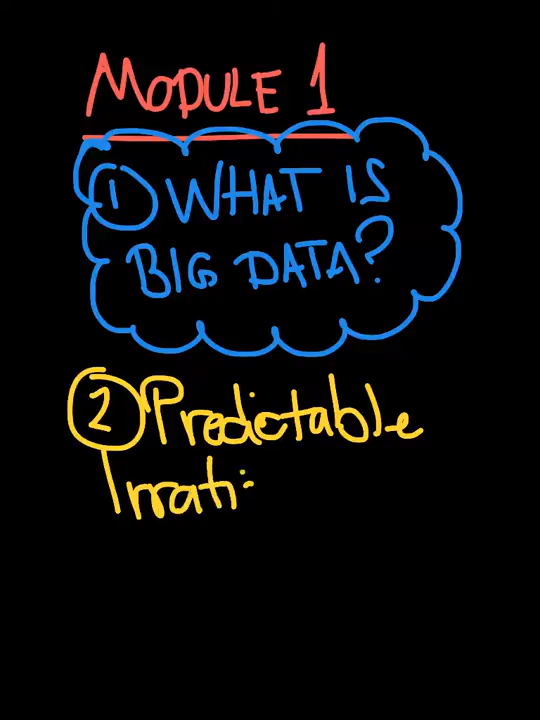 MODULE 1
① WHAT IS
BIG DATA?
② Predictable
Irrati